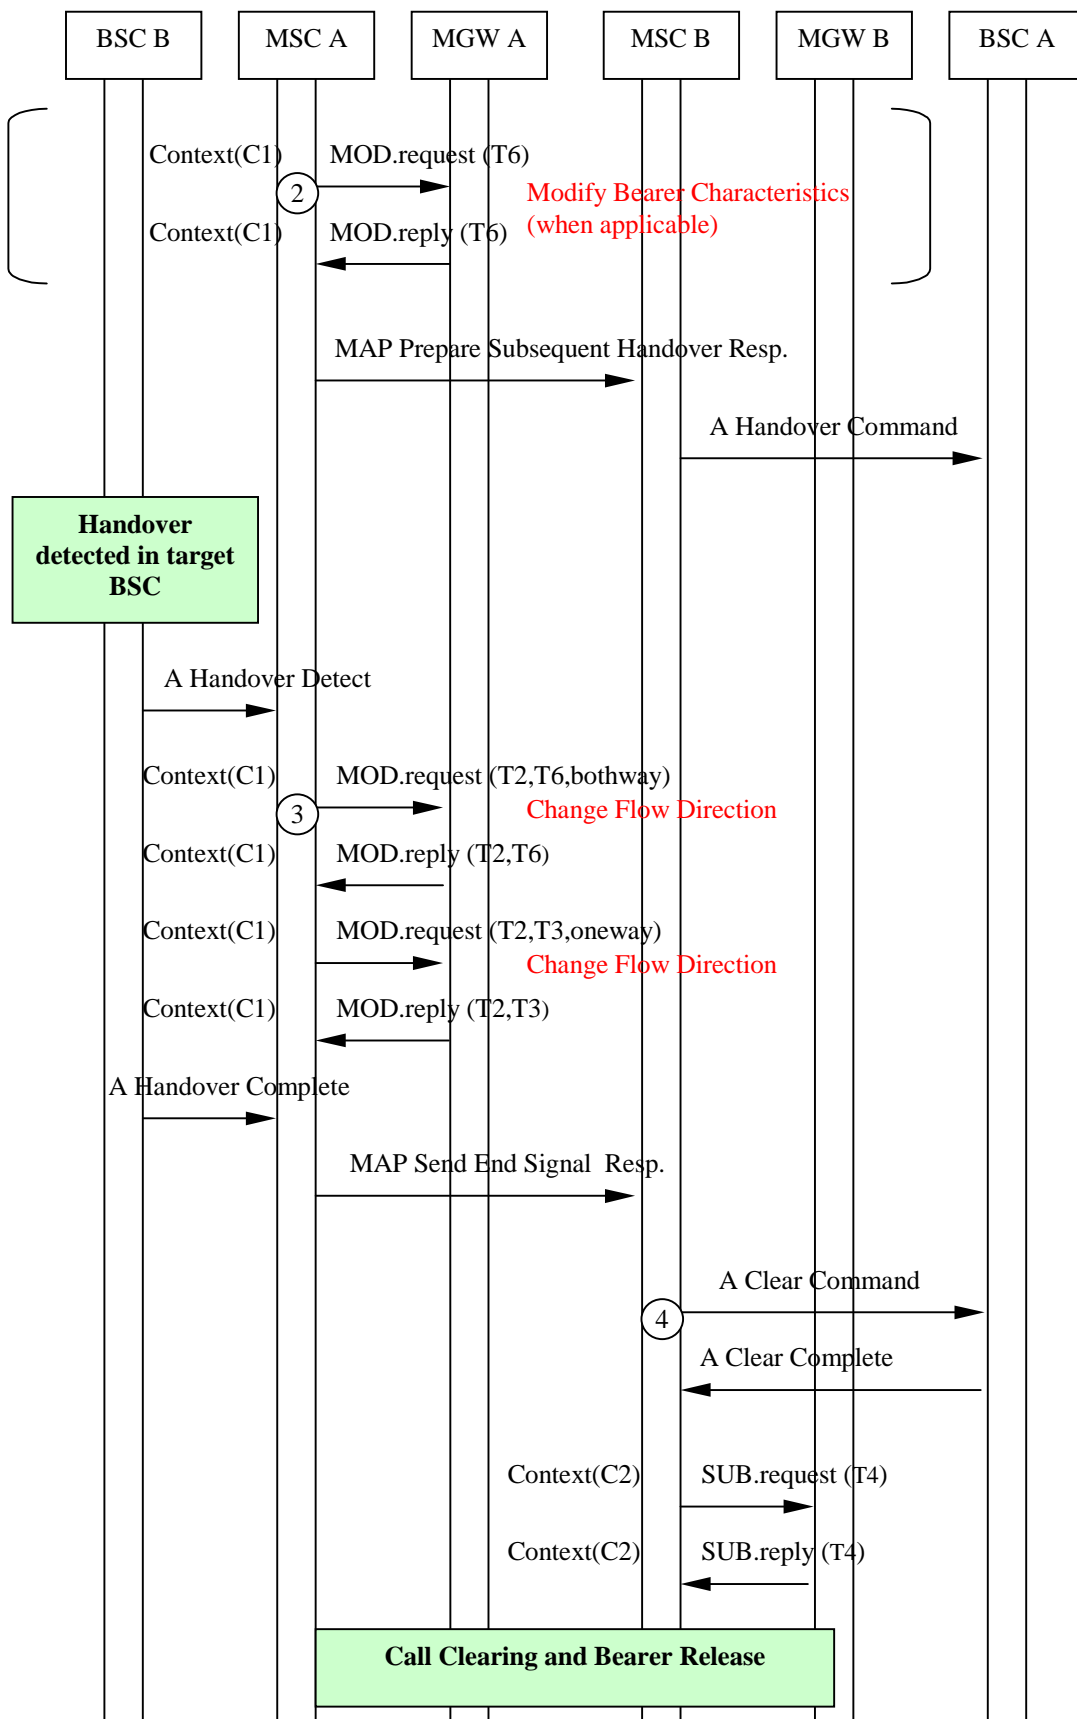 BSC B MSC A MGW A MSC B MGW B BSC A
Context(C1) MOD.request (T6)
2
Modify Bearer Characteristics
(when applicable)
Context(C1) MOD.reply (T6)
MAP Prepare Subsequent Handover Resp.
A Handover Command
Handover
detected in target
BSC
A Handover Detect
Context(C1) MOD.request (T2,T6,bothway)
3
Change Flow Direction
Context(C1) MOD.reply (T2,T6)
Context(C1) MOD.request (T2,T3,oneway)
Change Flow Direction
Context(C1) MOD.reply (T2,T3)
A Handover Complete
MAP Send End Signal Resp.
A Clear Command
4
A Clear Complete
Context(C2) SUB.request (T4)
Context(C2) SUB.reply (T4)
Call Clearing and Bearer Release